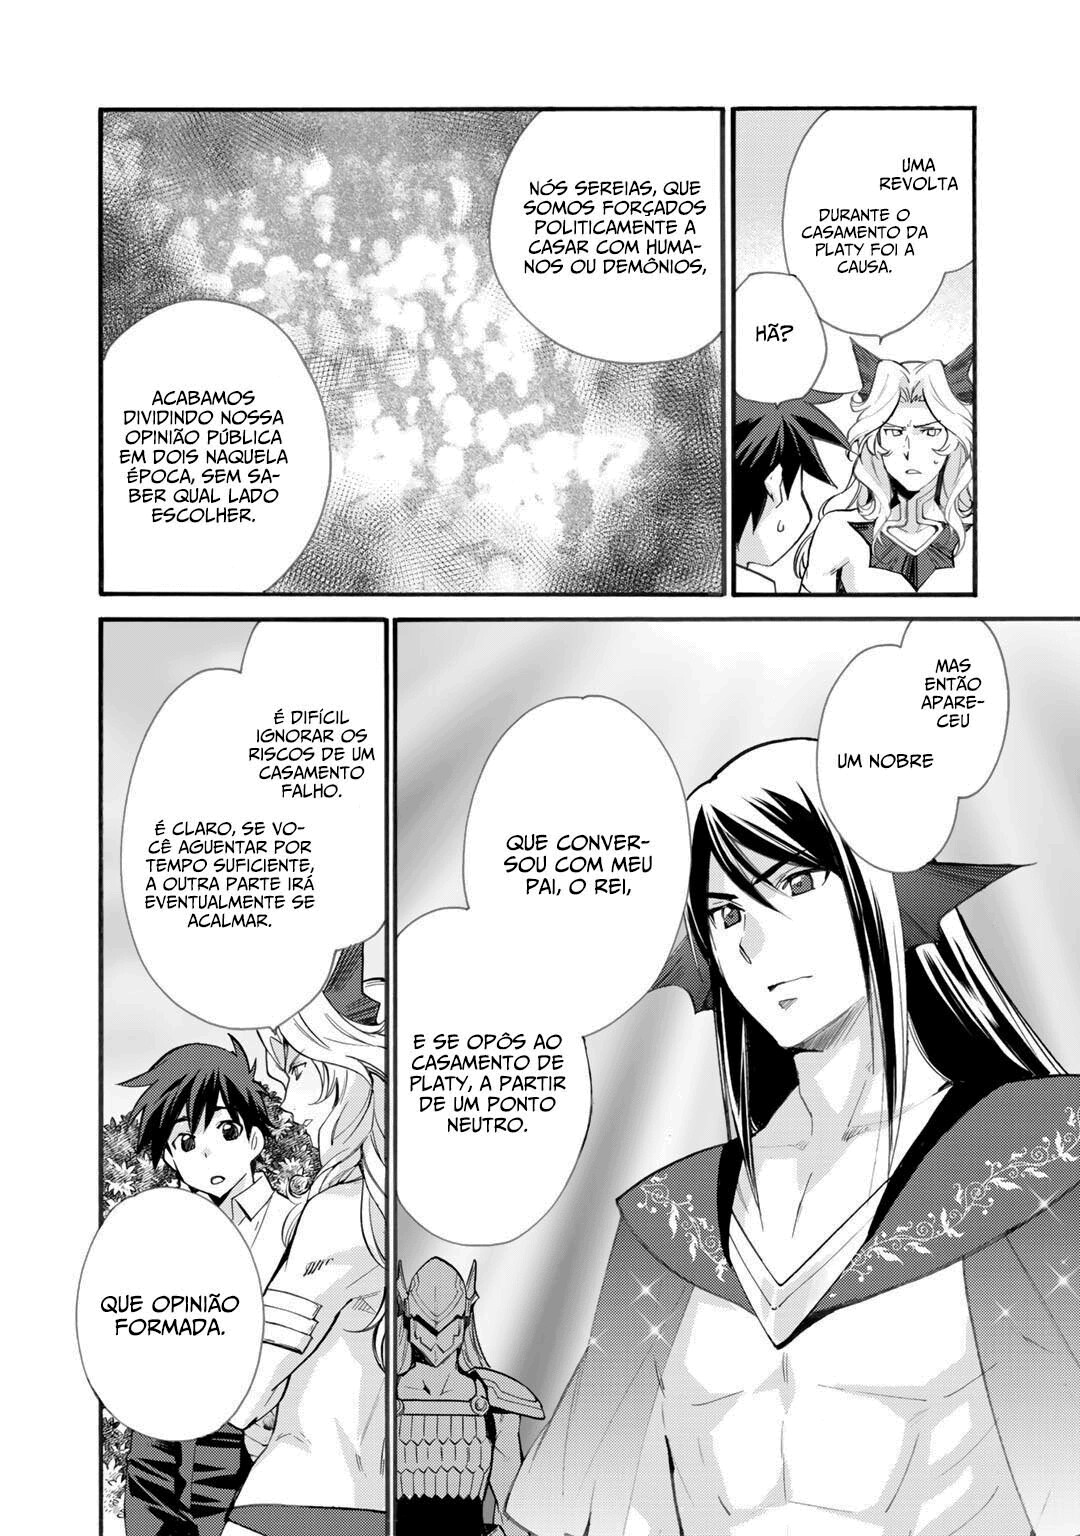 UMA
REVOLTA
DURANTE O
CASAMENTO DA
PLATY FOI A
CAUSA.
HÃ?
NÓS SEREIAS, QUE
SOMOS FORÇADOS
POLITICAMENTE A
CASAR COM HUMA-
NOS OU DEMÔNIOS,
ACABAMOS
DIVIDINDO NOSSA
OPINIÃO PÚBLICA
EM DOIS NAQUELA
ÉPOCA, SEM SA-
BER QUAL LADO
ESCOLHER.
MAS
ENTÃO
APARE-
CEU
UM NOBRE
QUE CONVER-
SOU COM MEU
PAI, O REI,
E SE OPÔS AO
CASAMENTO DE
PLATY, A PARTIR
DE UM PONTO
NEUTRO.
É DIFÍCIL
IGNORAR OS
RISCOS DE UM
CASAMENTO
FALHO.
É CLARO, SE VO-
CÊ AGUENTAR POR
TEMPO SUFICIENTE,
A OUTRA PARTE IRÁ
EVENTUALMENTE SE
ACALMAR.
QUE OPINIÃO
FORMADA.